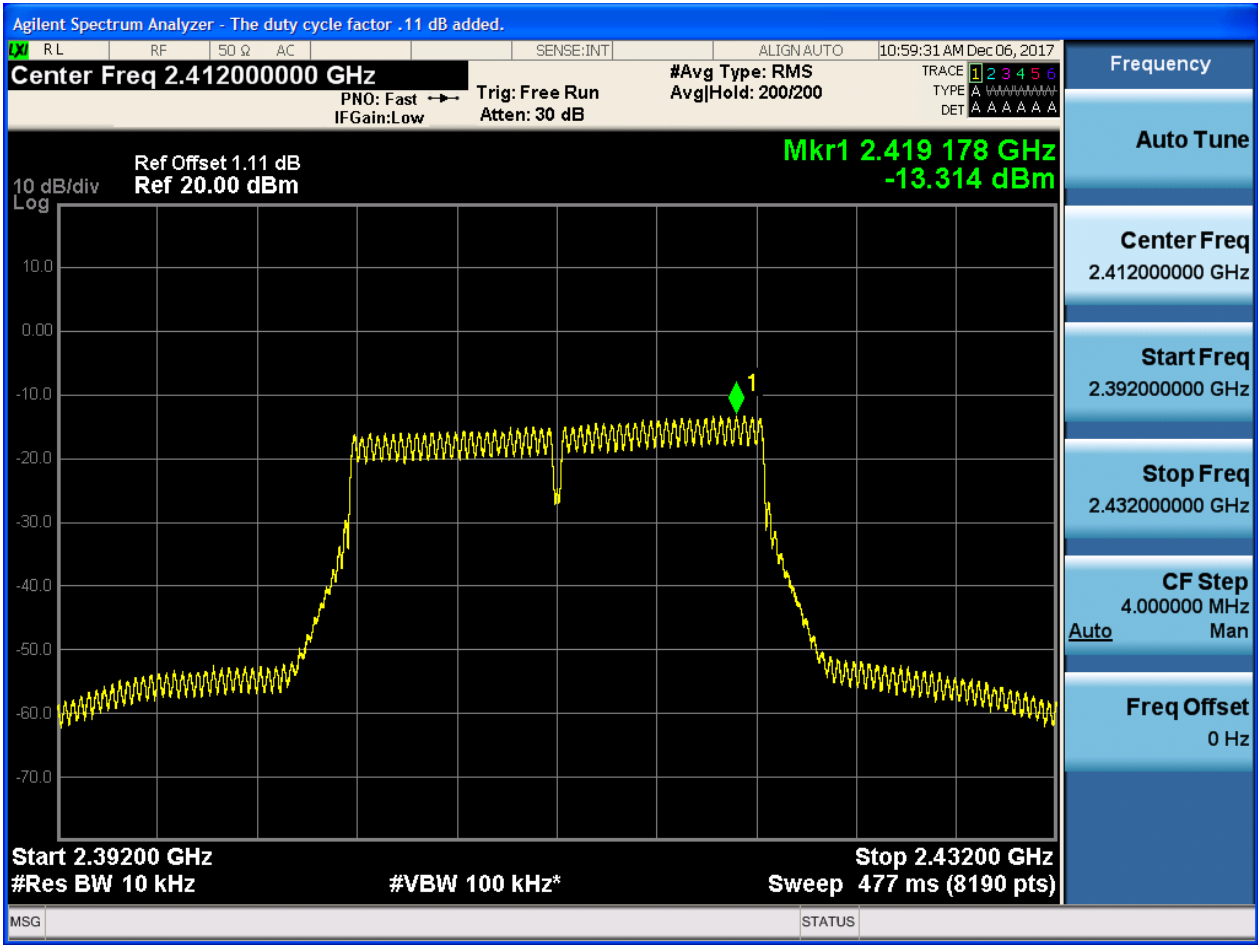 Agilent Spectrum Analyzer - The duty cycle factor .11 dB added.
LXI RL RF 50 Ω AC SENSE:INT ALIGN AUTO 10:59:31 AM Dec 06, 2017
Center Freq 2.412000000 GHz
PNO: Fast
IFGain:Low
Trig: Free Run
Atten: 30 dB
#Avg Type: RMS
Avg|Hold: 200/200
TRACE 1 2 3 4 5 6
TYPE A WWWWW
DET A A A A A A
Mkr1 2.419 178 GHz
-13.314 dBm
Ref Offset 1.11 dB
10 dB/div Ref 20.00 dBm
Log
10.0
0.00
-10.0
-20.0
-30.0
-40.0
-50.0
-60.0
-70.0
1
Start 2.39200 GHz Stop 2.43200 GHz
#Res BW 10 kHz #VBW 100 kHz* Sweep 477 ms (8190 pts)
MSG STATUS
Frequency
Auto Tune
Center Freq
2.412000000 GHz
Start Freq
2.392000000 GHz
Stop Freq
2.432000000 GHz
CF Step
4.000000 MHz
Auto Man
Freq Offset
0 Hz